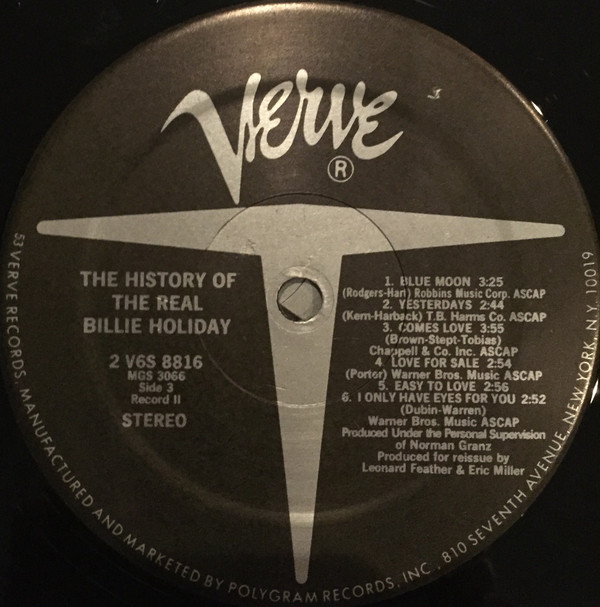 Verve
®
THE HISTORY OF
THE REAL
BILLIE HOLIDAY
2 V6S 8816
MGS 3066
Side 3
Record II
STEREO
1. BLUE MOON 3:25
(Rodgers-Hart) Robbins Music Corp. ASCAP
2. YESTERDAYS 2:44
(Kern-Harback) T.B. Harms Co. ASCAP
3. COMES LOVE 3:55
(Brown-Stept-Tobias)
Chappell & Co. Inc. ASCAP
4. LOVE FOR SALE 2:54
(Porter) Warner Bros. Music ASCAP
5. EASY TO LOVE 2:56
6. I ONLY HAVE EYES FOR YOU 2:52
(Dubin-Warren)
Warner Bros. Music ASCAP
Produced Under the Personal Supervision
of Norman Granz
Produced for reissue by
Leonard Feather & Eric Miller
53 VERVE RECORDS, MANUFACTURED AND MARKETED BY POLYGRAM RECORDS, INC., 810 SEVENTH AVENUE, NEW YORK, N.Y. 10019